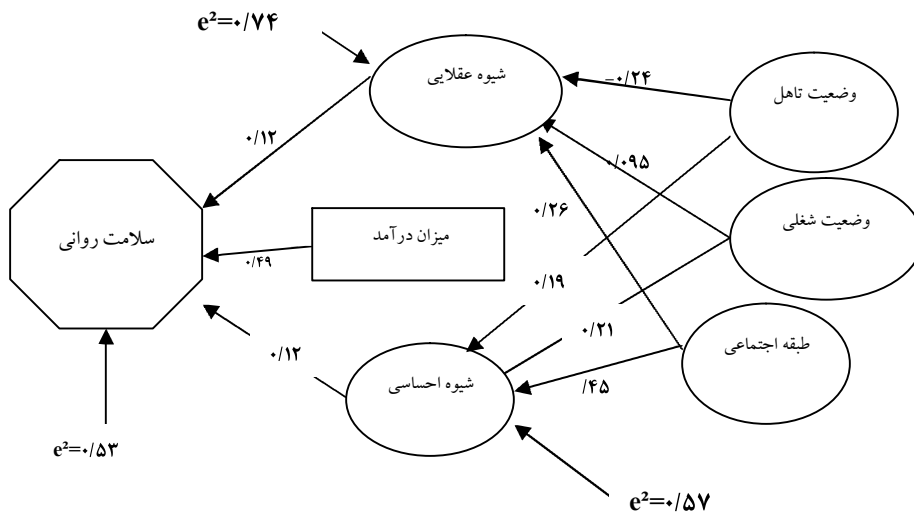 e²=۰/۷۴
شیوه عقلایی
-۰/۲۴
وضعیت تاهل
۰/۱۲
۰/۰۹۵
۰/۲۶
وضعیت شغلی
میزان درآمد
سلامت روانی
۰/۴۹
۰/۱۹
۰/۲۱
طبقه اجتماعی
۰/۱۲
شیوه احساسی
/۴۵
e²=۰/۵۳
e²=۰/۵۷